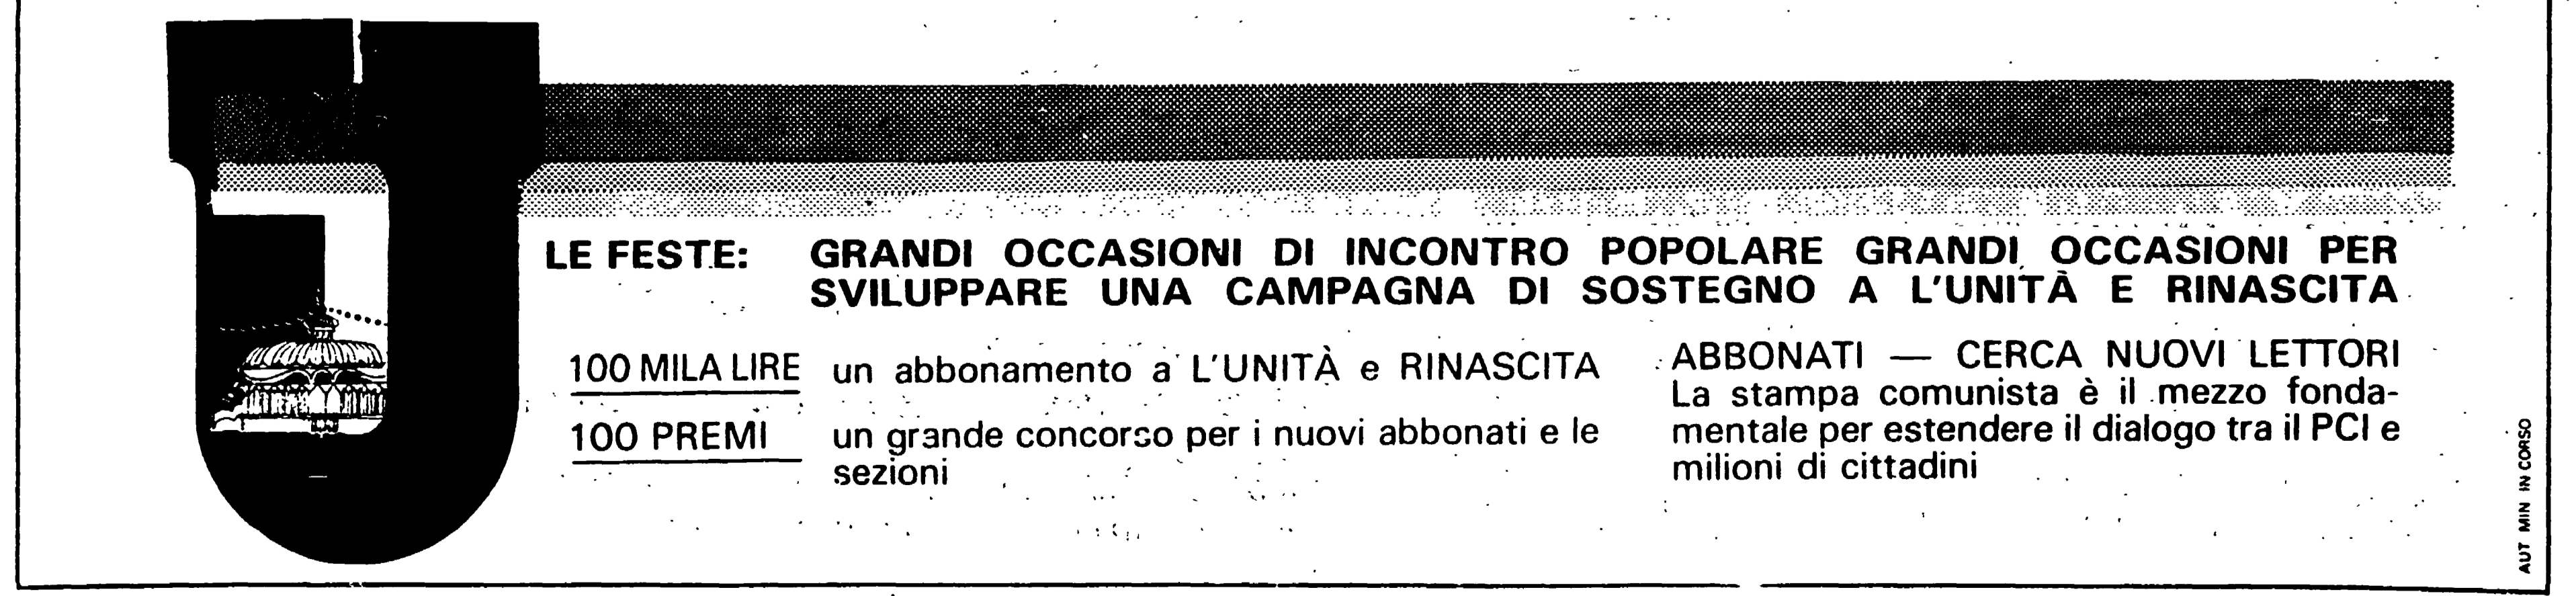 LE FESTE: GRANDI OCCASIONI DI INCONTRO POPOLARE GRANDI OCCASIONI PER
SVILUPPARE UNA CAMPAGNA DI SOSTEGNO A L'UNITÀ E RINASCITA
100 MILA LIRE un abbonamento a L'UNITÀ e RINASCITA
100 PREMI un grande concorso per i nuovi abbonati e le
sezioni
ABBONATI — CERCA NUOVI LETTORI
La stampa comunista è il mezzo fonda-
mentale per estendere il dialogo tra il PCI e
milioni di cittadini
AUT MIN IN CORSO